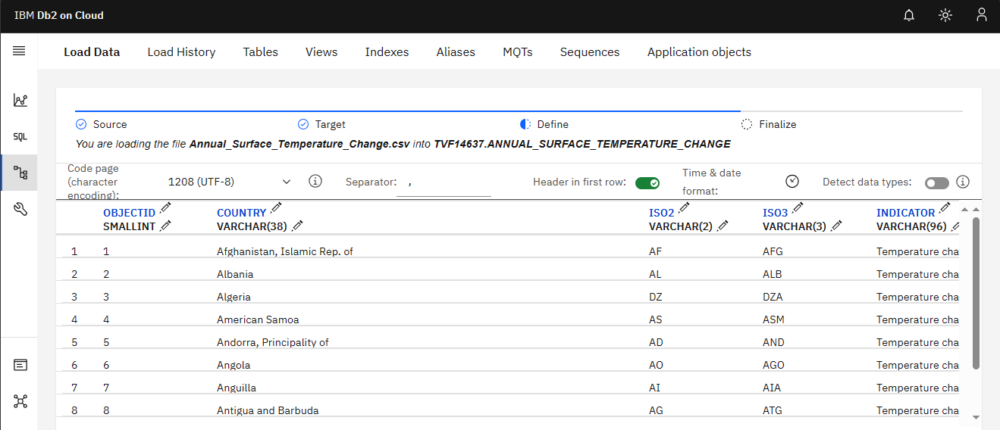 IBM Db2 on Cloud
Load Data Load History Tables Views Indexes Aliases MQTs Sequences Application objects
SQL
Source Target Define Finalize
You are loading the file Annual_Surface_Temperature_Change.csv into TVF14637.ANNUAL_SURFACE_TEMPERATURE_CHANGE
Code page
(character
encoding):
1208 (UTF-8)
Separator: ,
Header in first row:
Time & date
format:
Detect data types:
OBJECTID COUNTRY ISO2 ISO3 INDICATOR
SMALLINT VARCHAR(38) VARCHAR(2) VARCHAR(3) VARCHAR(96)
1 1 Afghanistan, Islamic Rep. of AF AFG Temperature cha
2 2 Albania AL ALB Temperature cha
3 3 Algeria DZ DZA Temperature cha
4 4 American Samoa AS ASM Temperature cha
5 5 Andorra, Principality of AD AND Temperature cha
6 6 Angola AO AGO Temperature cha
7 7 Anguilla AI AIA Temperature cha
8 8 Antigua and Barbuda AG ATG Temperature cha